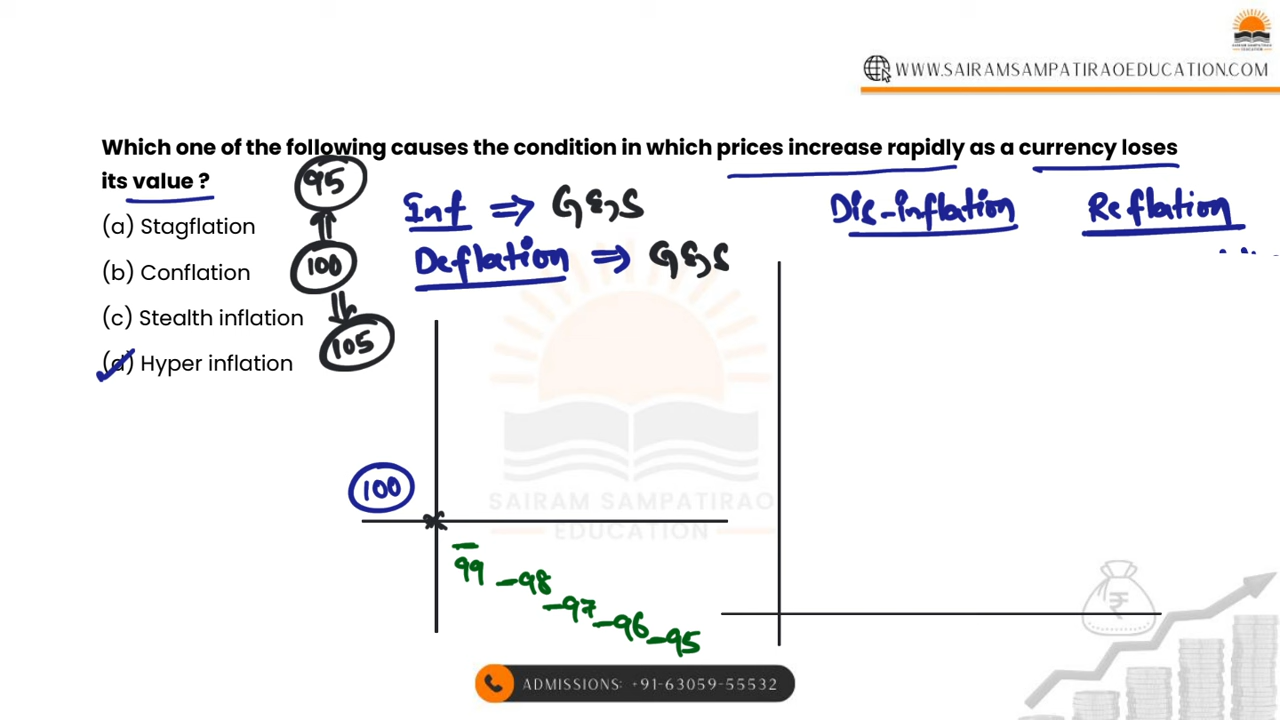 WWW.SAIRAMSAMPATIRAOEDUCATION.COM
Which one of the following causes the condition in which prices increase rapidly as a currency loses
its value ?
95
Inf ⇒ G, &, S
Dis-inflation
Reflation
(a) Stagflation
Deflation ⇒ G&S
(b) Conflation
100
(c) Stealth inflation
105
(d) Hyper inflation
100
SAIRAM SAMPATIRAO
EDUCATION
99 -98
-97 -96 -95
ADMISSIONS: +91-63059-55532